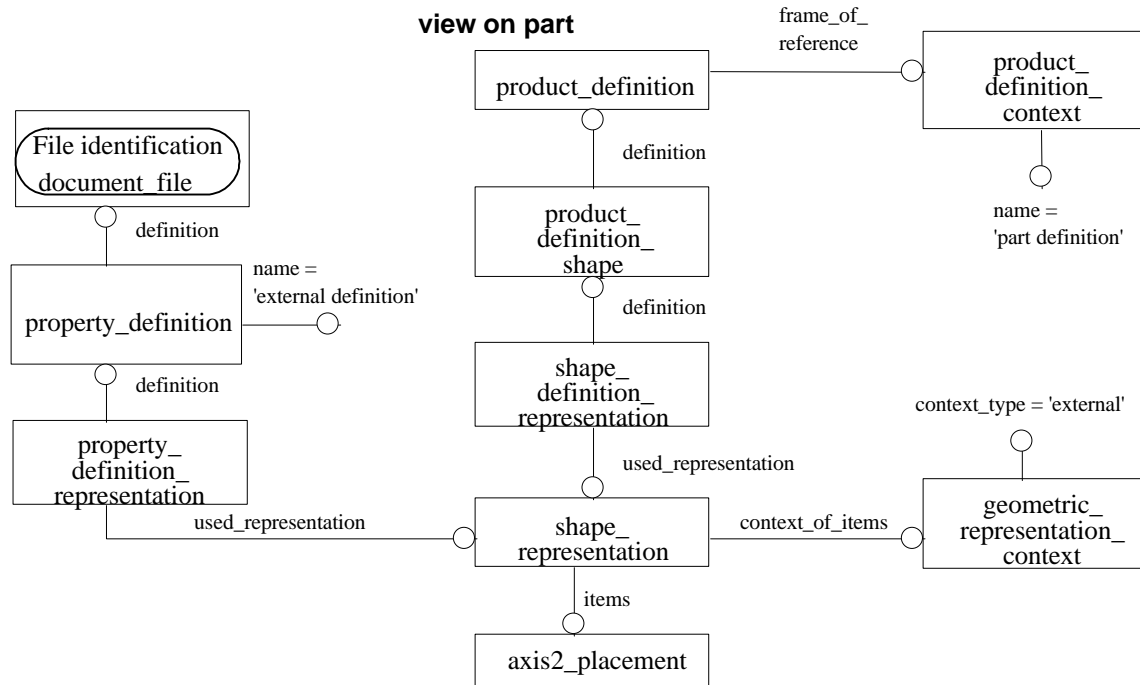 view on part
frame_of_
reference
product_definition
product_
definition_
context
File identification
document_file
definition
definition
product_
definition_
shape
name =
'part definition'
name =
'external definition'
property_definition
definition
definition
shape_
definition_
representation
context_type = 'external'
property_
definition_
representation
used_representation
used_representation
shape_
representation
context_of_items
geometric_
representation_
context
items
axis2_placement